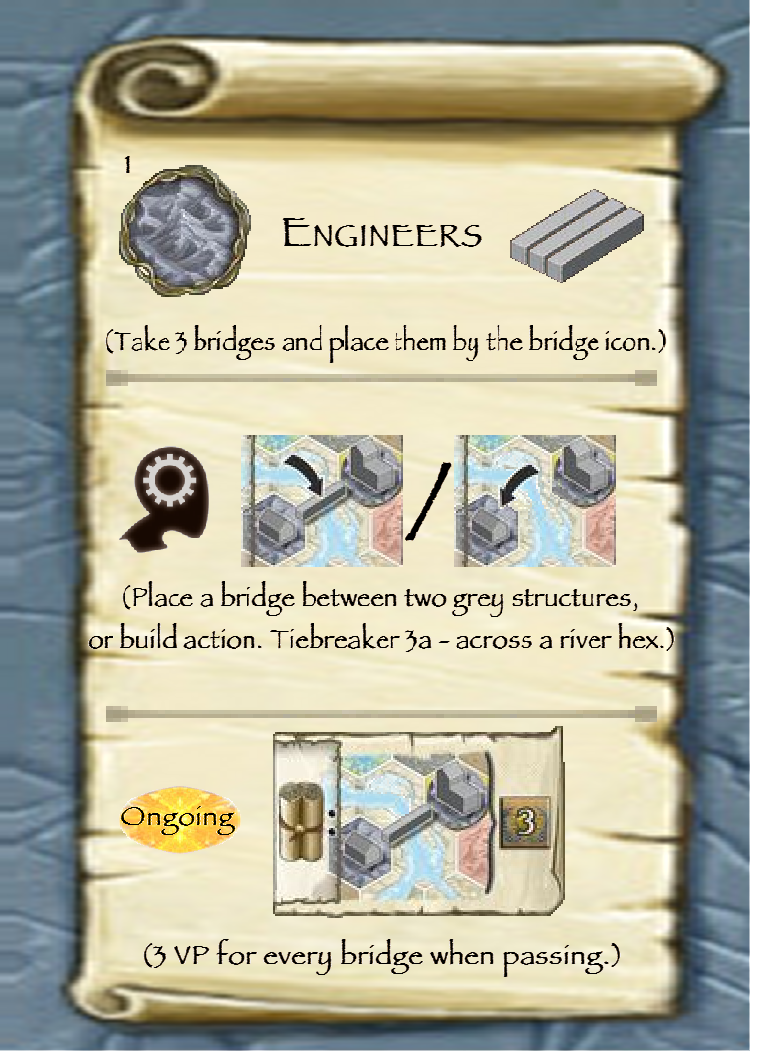 1
ENGINEERS
(Take 3 bridges and place them by the bridge icon.)
(Place a bridge between two grey structures,
or build action. Tiebreaker 3a - across a river hex.)
Ongoing
3
(3 VP for every bridge when passing.)